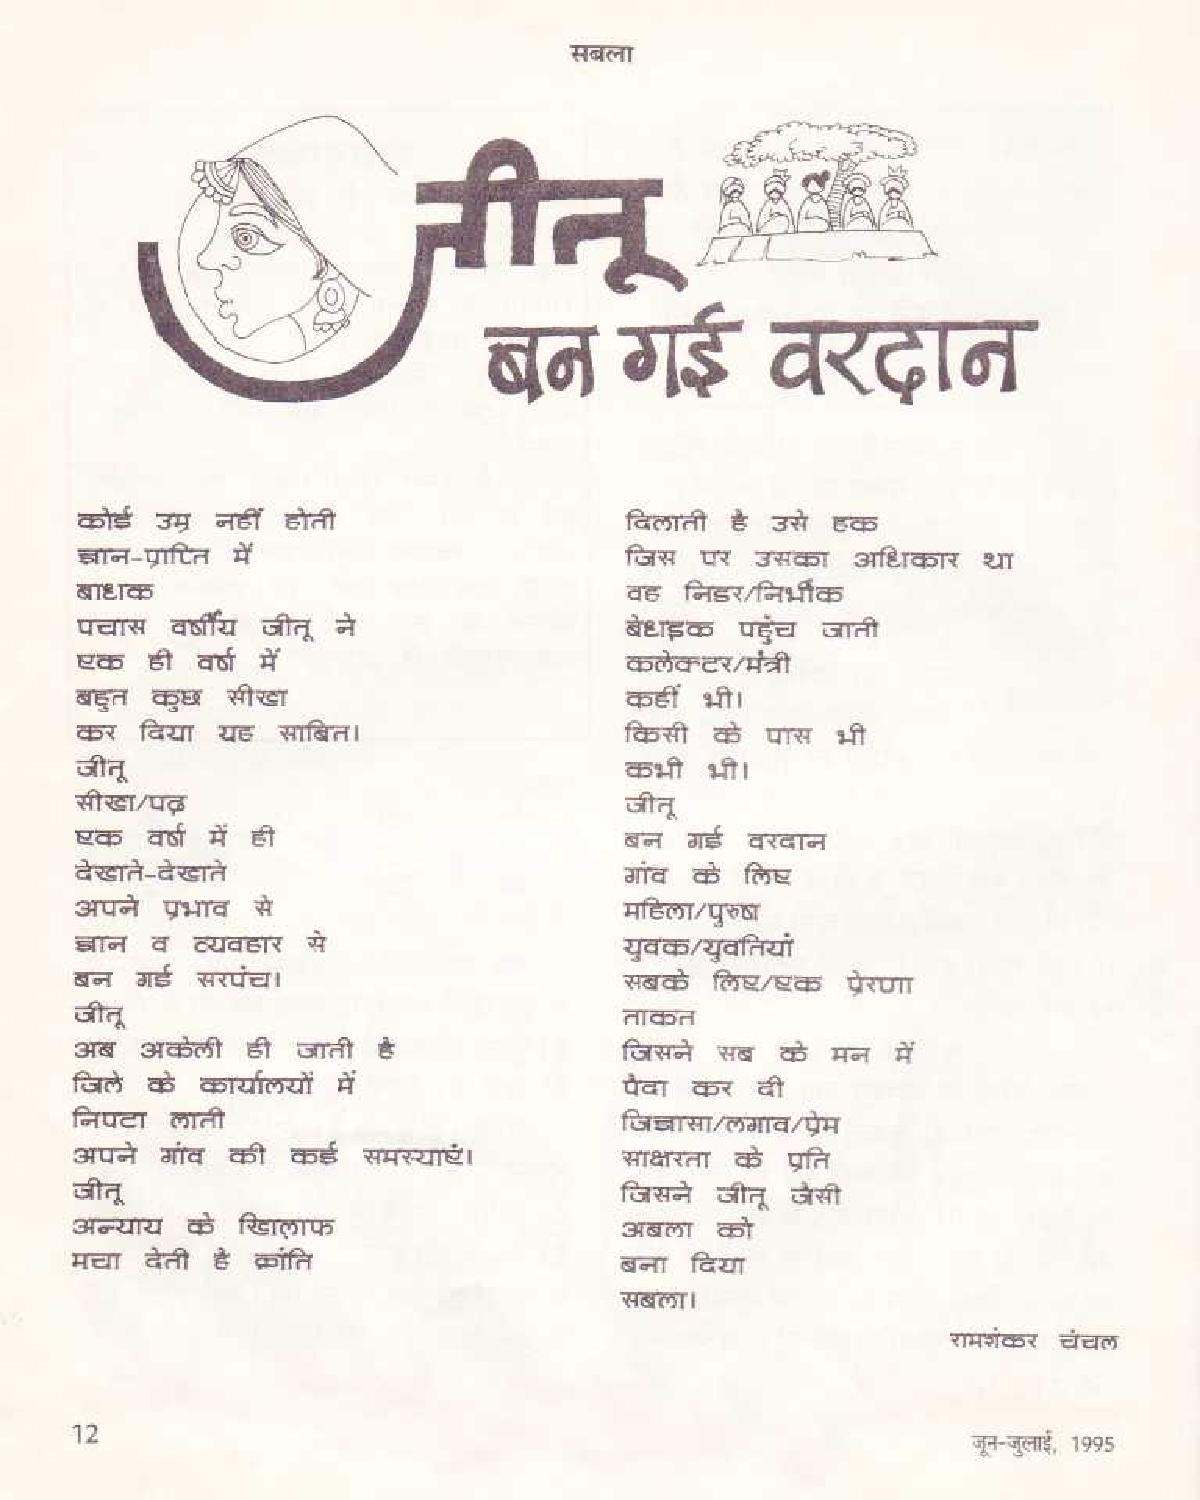 सबला
जीतू
बन गई वरदान
कोई उम्र नहीं होती
ज्ञान-प्राप्ति में
बाधक
पचास वर्षीय जीतू ने
एक ही वर्ष में
बहुत कुछ सीखा
कर दिया यह साबित।
जीतू
सीखा/पढ़
एक वर्ष में ही
देखते-देखते
अपने प्रभाव से
ज्ञान व व्यवहार से
बन गई सरपंच।
जीतू
अब अकेली ही जाती है
जिले के कार्यालयों में
निपटा लाती
अपने गांव की कई समस्याएं।
जीतू
अन्याय के खिलाफ़
मचा देती है क्रांति
दिलाती है उसे हक
जिस पर उसका अधिकार था
वह निडर/निर्भीक
बेधड़क पहुंच जाती
कलेक्टर/मंत्री
कहीं भी।
किसी के पास भी
कभी भी।
जीतू
बन गई वरदान
गांव के लिए
महिला/पुरुष
युवक/युवतियां
सबके लिए/एक प्रेरणा
ताकत
जिसने सब के मन में
पैदा कर दी
जिज्ञासा/लगाव/प्रेम
साक्षरता के प्रति
जिसने जीतू जैसी
अबला को
बना दिया
सबला।
रामशंकर चंचल
12
जून-जुलाई, 1995